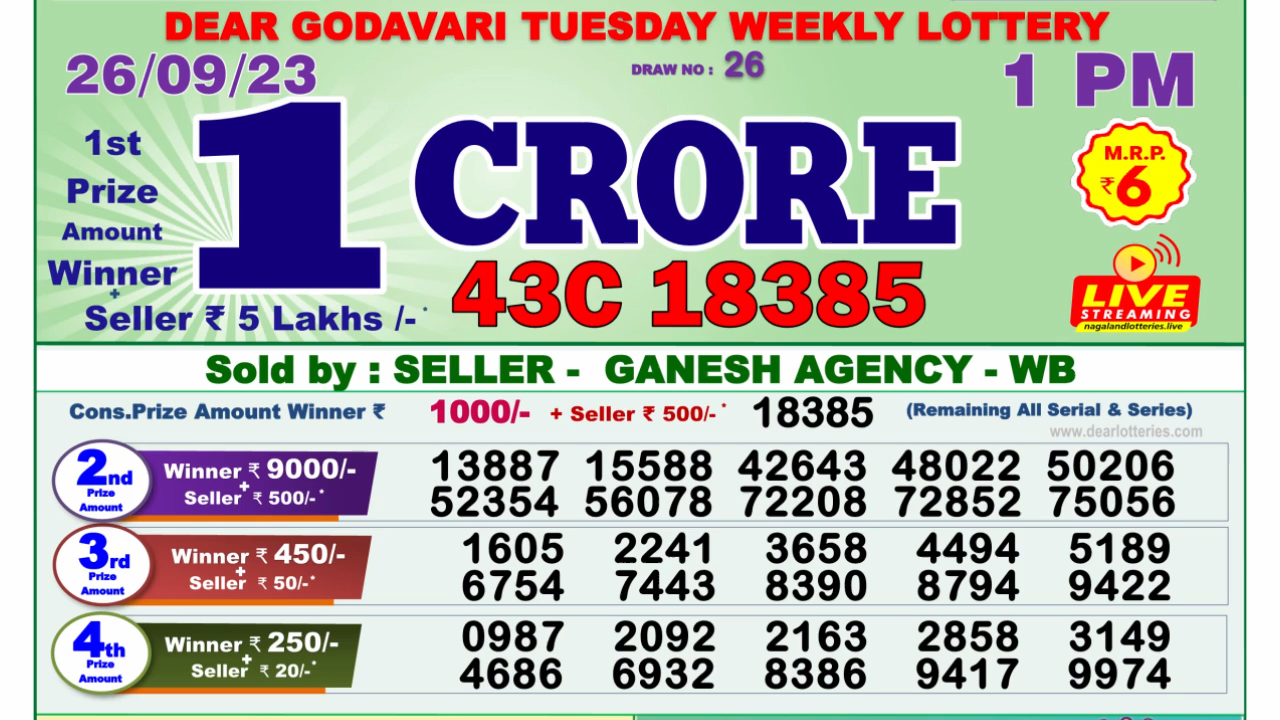 DEAR GODAVARI TUESDAY WEEKLY LOTTERY
26/09/23
DRAW NO : 26
1 PM
1st
Prize
Amount
Winner
+
Seller ₹ 5 Lakhs /-*
1 CRORE
43C 18385
M.R.P.
₹6
LIVE
STREAMING
nagalandlotteries.live
Sold by : SELLER - GANESH AGENCY - WB
Cons.Prize Amount Winner ₹ 1000/- + Seller ₹ 500/-* 18385 (Remaining All Serial & Series)
www.dearlotteries.com
2nd
Prize
Amount
Winner ₹ 9000/-
+
Seller ₹ 500/-*
13887 15588 42643 48022 50206
52354 56078 72208 72852 75056
3rd
Prize
Amount
Winner ₹ 450/-
+
Seller ₹ 50/-*
1605 2241 3658 4494 5189
6754 7443 8390 8794 9422
4th
Prize
Amount
Winner ₹ 250/-
+
Seller ₹ 20/-*
0987 2092 2163 2858 3149
4686 6932 8386 9417 9974